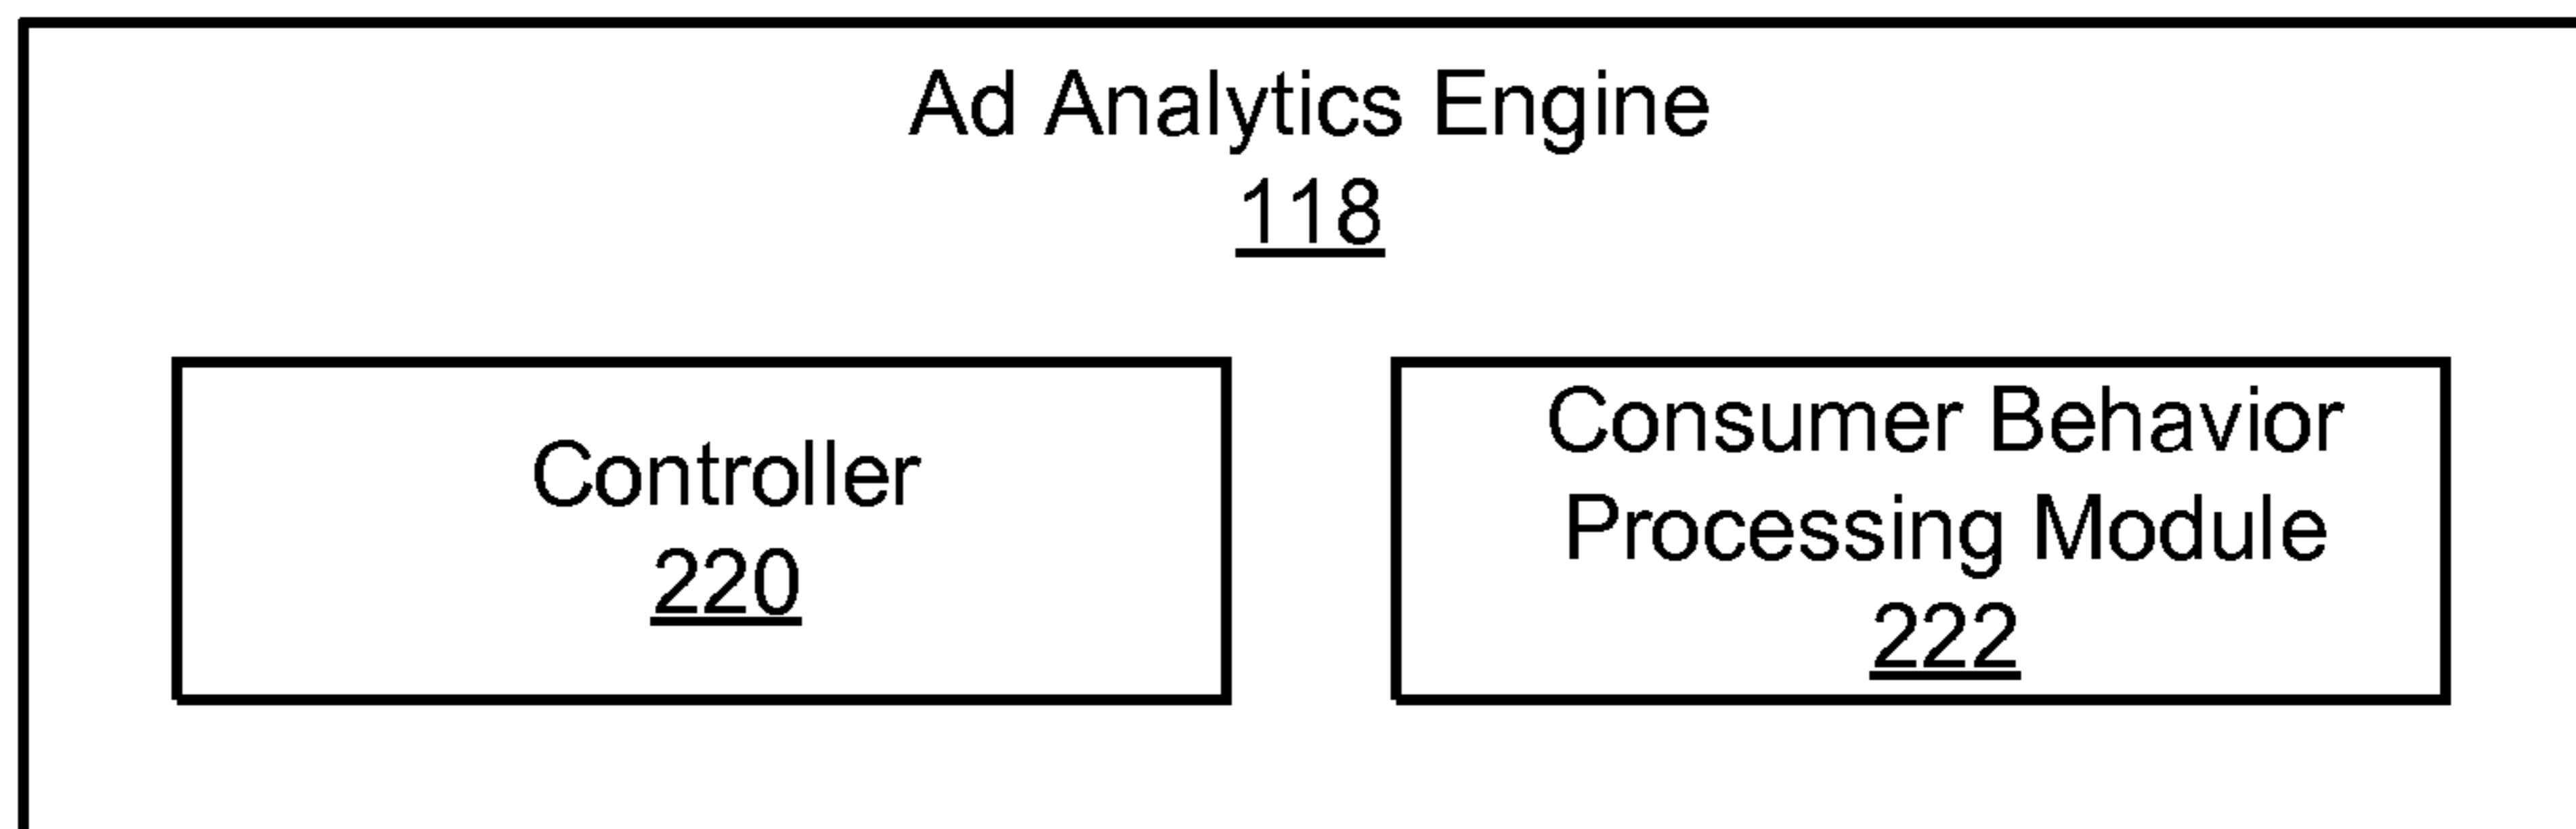 Ad Analytics Engine
118
Controller
220
Consumer Behavior
Processing Module
222